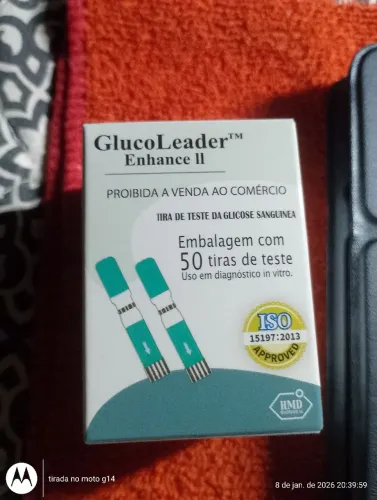 GlucoLeader™
Enhance ll
PROIBIDA A VENDA AO COMÉRCIO
TIRA DE TESTE DA GLICOSE SANGUINEA
Embalagem com
50 tiras de teste
Uso em diagnóstico in vitro.
ISO
15197:2013
APPROVED
HMD
BIOMEDICAL
tirada no moto g14
8 de jan. de 2026 20:39:59